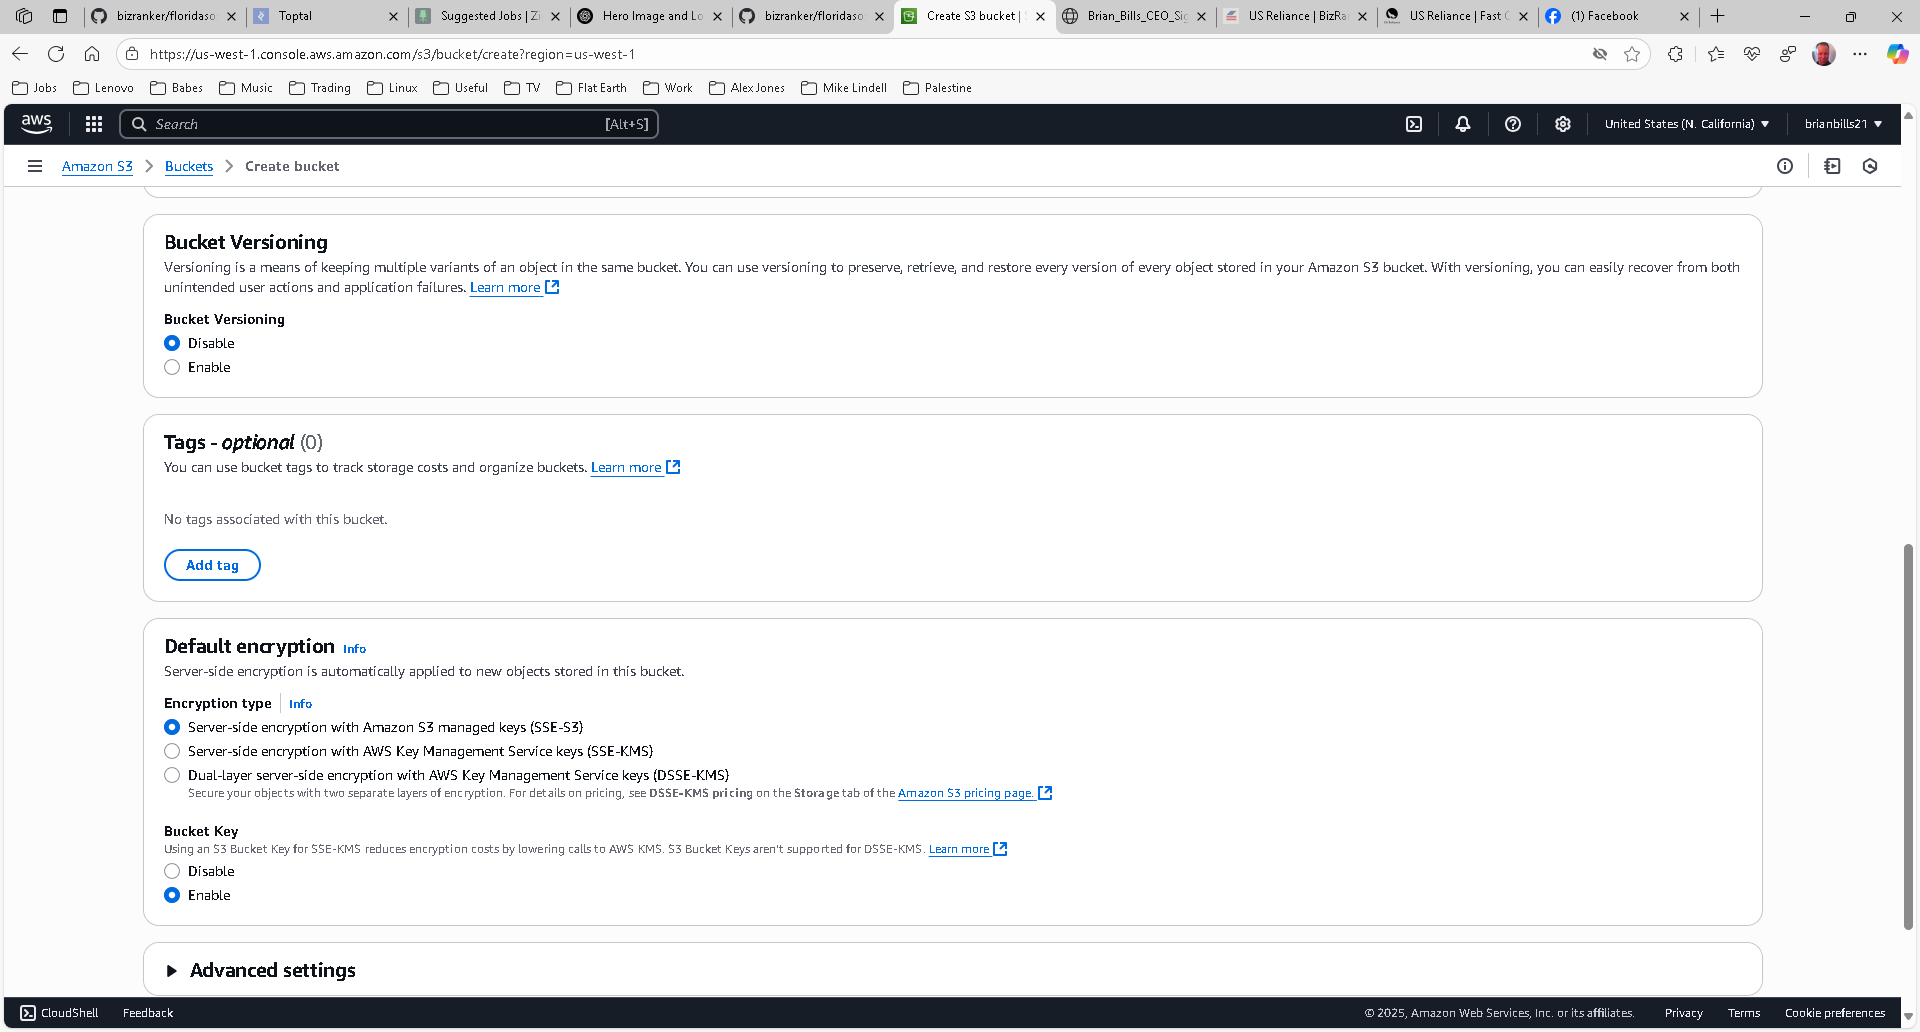 bizranker/floridaso
Toptal
Suggested Jobs | Zi
Hero Image and Lo
bizranker/floridaso
Create S3 bucket | S
Brian_Bills_CEO_Sig
US Reliance | BizRa
US Reliance | Fast C
(1) Facebook
https://us-west-1.console.aws.amazon.com/s3/bucket/create?region=us-west-1
Jobs Lenovo Babes Music Trading Linux Useful TV Flat Earth Work Alex Jones Mike Lindell Palestine
aws Search [Alt+S] United States (N. California) brianbills21
Amazon S3 Buckets Create bucket
Bucket Versioning
Versioning is a means of keeping multiple variants of an object in the same bucket. You can use versioning to preserve, retrieve, and restore every version of every object stored in your Amazon S3 bucket. With versioning, you can easily recover from both
unintended user actions and application failures. Learn more
Bucket Versioning
Disable
Enable
Tags - optional (0)
You can use bucket tags to track storage costs and organize buckets. Learn more
No tags associated with this bucket.
Add tag
Default encryption Info
Server-side encryption is automatically applied to new objects stored in this bucket.
Encryption type Info
Server-side encryption with Amazon S3 managed keys (SSE-S3)
Server-side encryption with AWS Key Management Service keys (SSE-KMS)
Dual-layer server-side encryption with AWS Key Management Service keys (DSSE-KMS)
Secure your objects with two separate layers of encryption. For details on pricing, see DSSE-KMS pricing on the Storage tab of the Amazon S3 pricing page.
Bucket Key
Using an S3 Bucket Key for SSE-KMS reduces encryption costs by lowering calls to AWS KMS. S3 Bucket Keys aren't supported for DSSE-KMS. Learn more
Disable
Enable
Advanced settings
CloudShell Feedback © 2025, Amazon Web Services, Inc. or its affiliates. Privacy Terms Cookie preferences